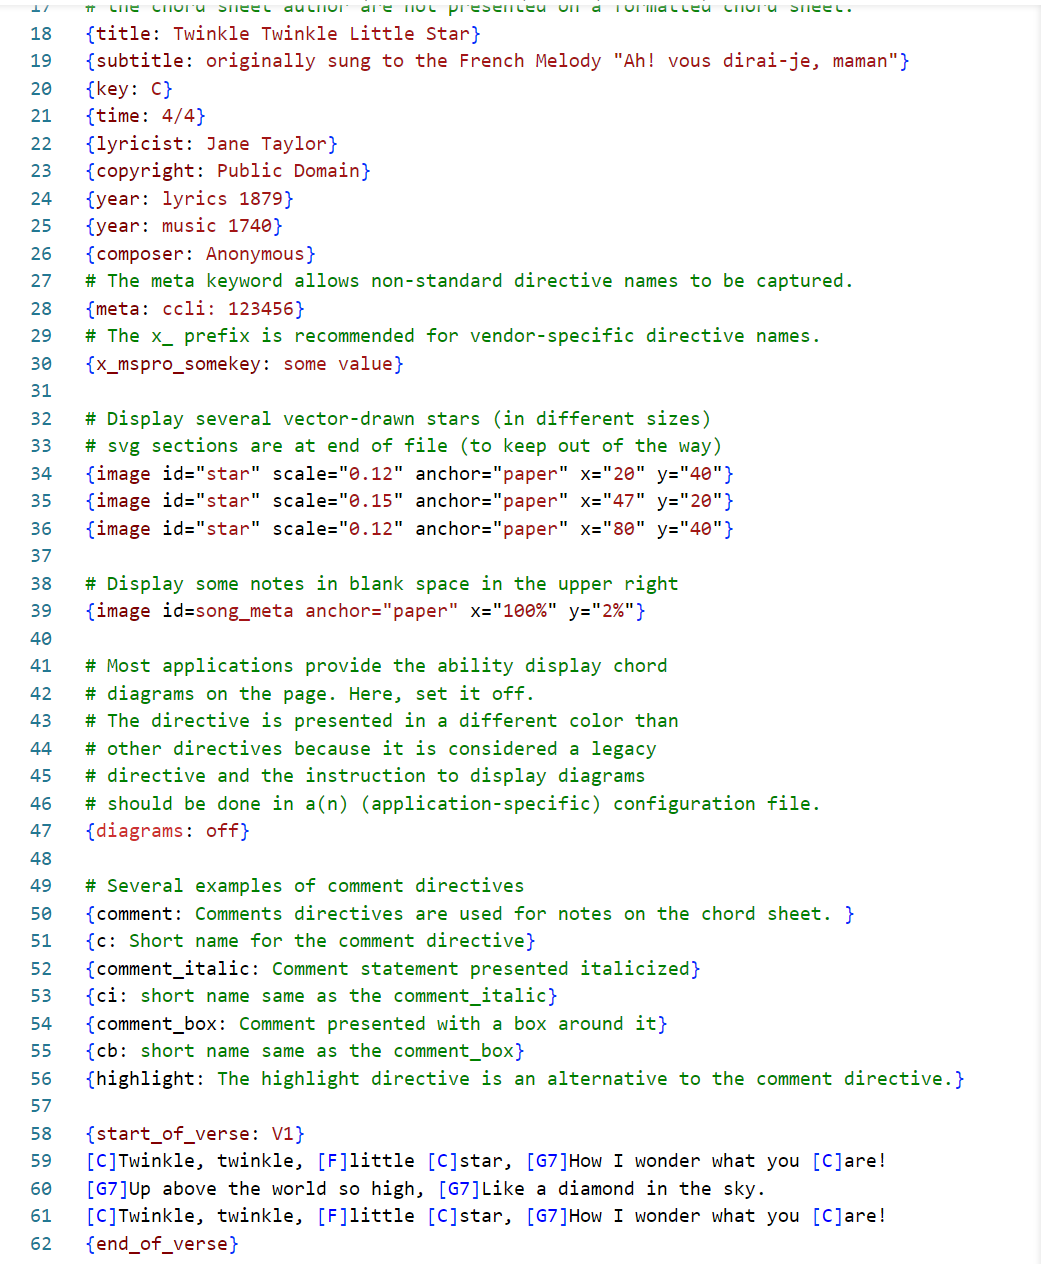 17 # the chord sheet author are not presented on a formatted chord sheet.
18 {title: Twinkle Twinkle Little Star}
19 {subtitle: originally sung to the French Melody "Ah! vous dirai-je, maman"}
20 {key: C}
21 {time: 4/4}
22 {lyricist: Jane Taylor}
23 {copyright: Public Domain}
24 {year: lyrics 1879}
25 {year: music 1740}
26 {composer: Anonymous}
27 # The meta keyword allows non-standard directive names to be captured.
28 {meta: ccli: 123456}
29 # The x_ prefix is recommended for vendor-specific directive names.
30 {x_mspro_somekey: some value}
31
32 # Display several vector-drawn stars (in different sizes)
33 # svg sections are at end of file (to keep out of the way)
34 {image id="star" scale="0.12" anchor="paper" x="20" y="40"}
35 {image id="star" scale="0.15" anchor="paper" x="47" y="20"}
36 {image id="star" scale="0.12" anchor="paper" x="80" y="40"}
37
38 # Display some notes in blank space in the upper right
39 {image id=song_meta anchor="paper" x="100%" y="2%"}
40
41 # Most applications provide the ability display chord
42 # diagrams on the page. Here, set it off.
43 # The directive is presented in a different color than
44 # other directives because it is considered a legacy
45 # directive and the instruction to display diagrams
46 # should be done in a(n) (application-specific) configuration file.
47 {diagrams: off}
48
49 # Several examples of comment directives
50 {comment: Comments directives are used for notes on the chord sheet. }
51 {c: Short name for the comment directive}
52 {comment_italic: Comment statement presented italicized}
53 {ci: short name same as the comment_italic}
54 {comment_box: Comment presented with a box around it}
55 {cb: short name same as the comment_box}
56 {highlight: The highlight directive is an alternative to the comment directive.}
57
58 {start_of_verse: V1}
59 [C]Twinkle, twinkle, [F]little [C]star, [G7]How I wonder what you [C]are!
60 [G7]Up above the world so high, [G7]Like a diamond in the sky.
61 [C]Twinkle, twinkle, [F]little [C]star, [G7]How I wonder what you [C]are!
62 {end_of_verse}